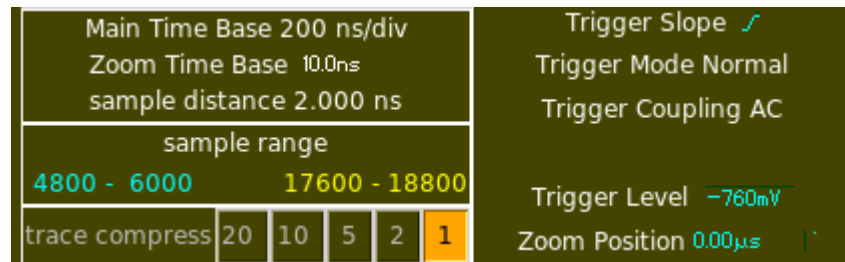 Main Time Base 200 ns/div
Zoom Time Base 10.0ns
sample distance 2.000 ns
sample range
4800 - 6000 17600 - 18800
trace compress 20 10 5 2 1
Trigger Slope
Trigger Mode Normal
Trigger Coupling AC
Trigger Level -760mV
Zoom Position 0.00µs